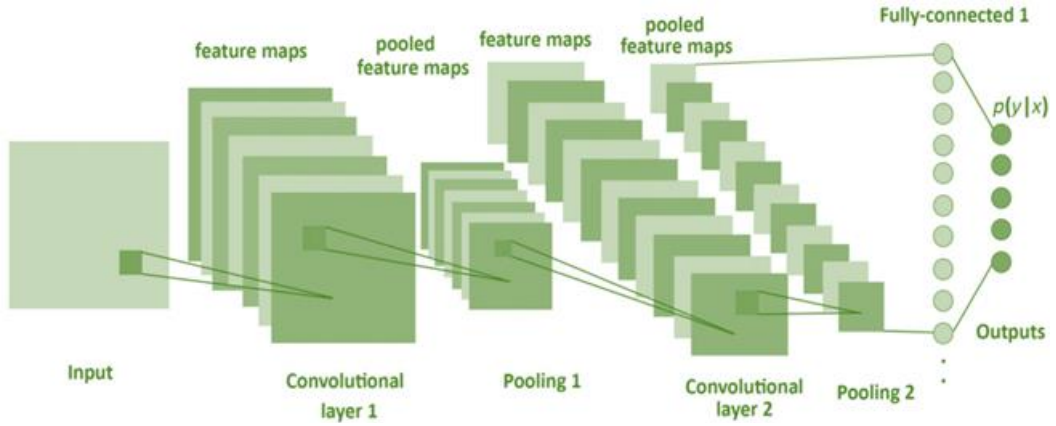 Fully-connected 1
feature maps
pooled
feature maps
feature maps
pooled
feature maps
p(y|x)
Input
Convolutional
layer 1
Pooling 1
Convolutional
layer 2
Pooling 2
Outputs